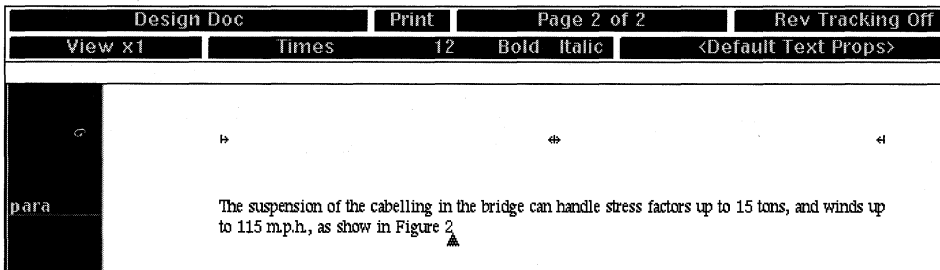 Design Doc Print Page 2 of 2 Rev Tracking Off
View x1 Times 12 Bold Italic <Default Text Props>
para
The suspension of the cabelling in the bridge can handle stress factors up to 15 tons, and winds up
to 115 m.p.h., as show in Figure 2